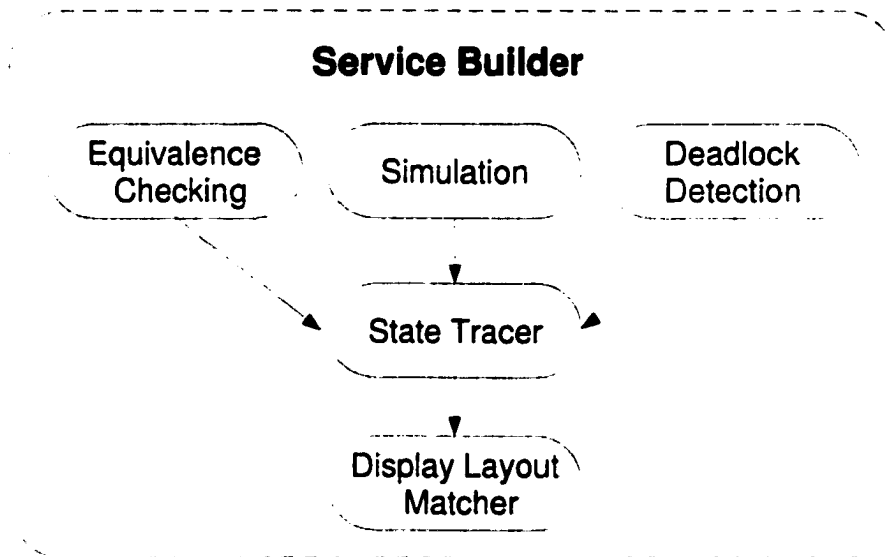 Service Builder
Equivalence
Checking
Simulation
Deadlock
Detection
State Tracer
Display Layout
Matcher